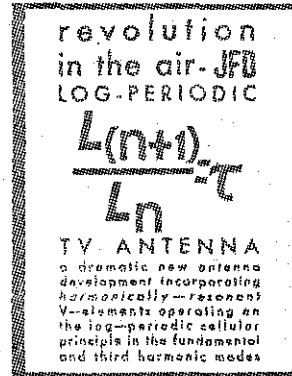 revolution
in the air-JFD
LOG-PERIODIC
L(n+1)
Ln
=τ
TV ANTENNA
a dramatic new antenna
development incorporating
harmonically—resonant
V—elements operating on
the log—periodic cellular
principle in the fundamental
and third harmonic modes